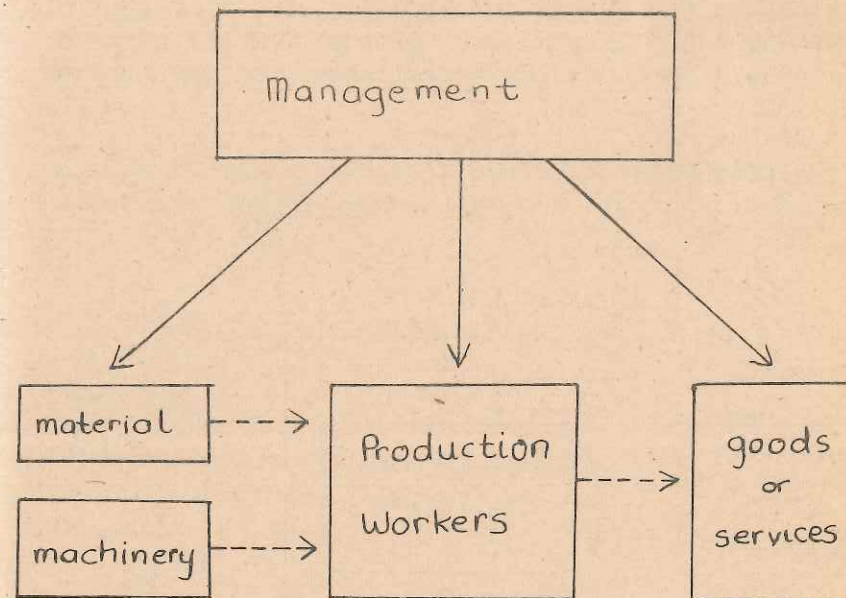 Management
material
machinery
Production
Workers
goods
or
services